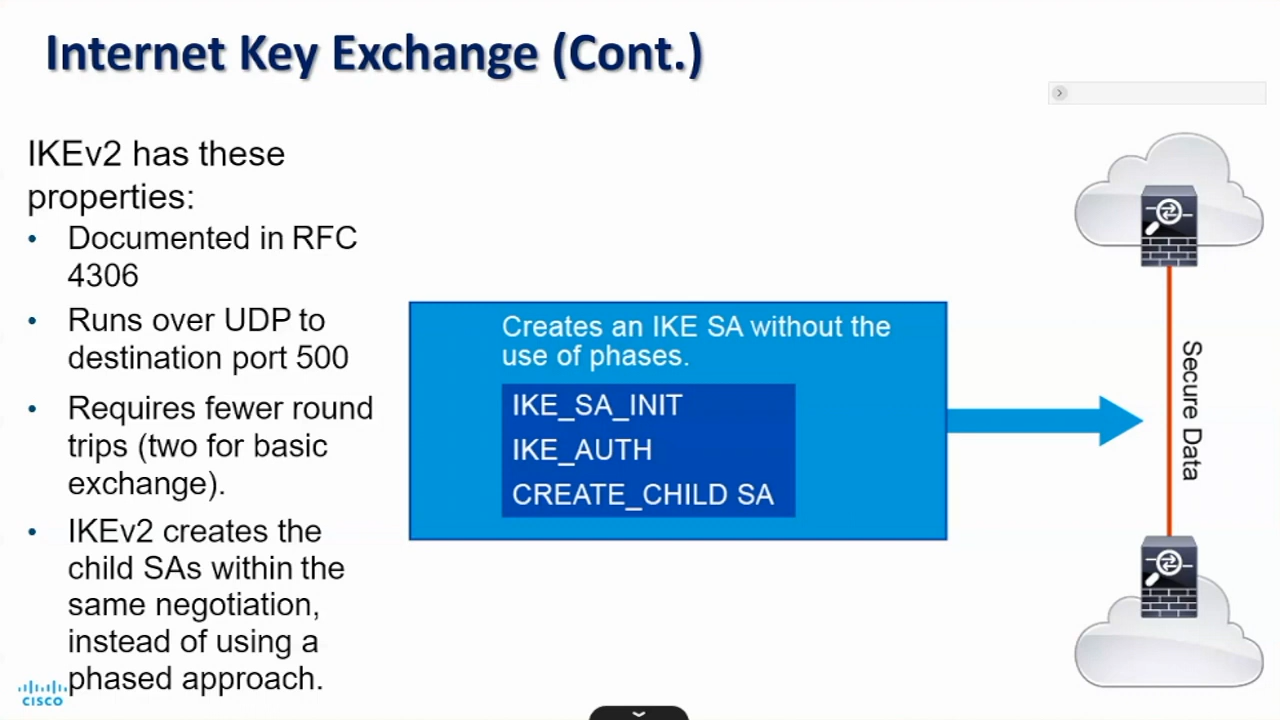 Internet Key Exchange (Cont.)
IKEv2 has these
properties:
• Documented in RFC
4306
• Runs over UDP to
destination port 500
• Requires fewer round
trips (two for basic
exchange).
• IKEv2 creates the
child SAs within the
same negotiation,
instead of using a
phased approach.
Creates an IKE SA without the
use of phases.
IKE_SA_INIT
IKE_AUTH
CREATE_CHILD SA
Secure Data
CISCO